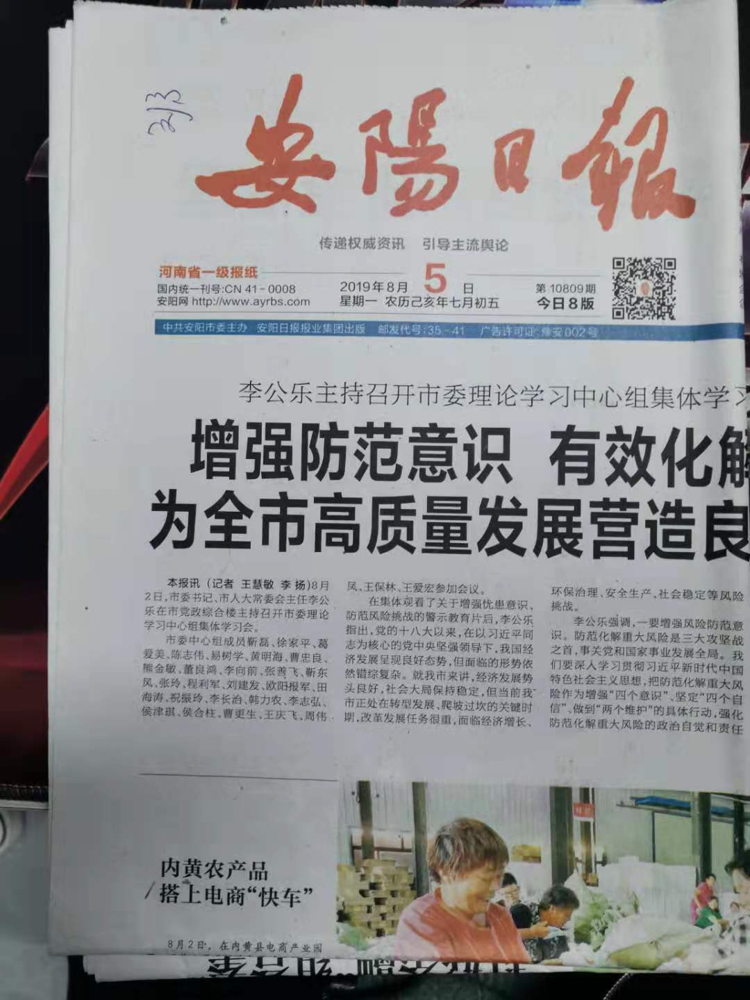 安陽日報
传递权威资讯 引导主流舆论
河南省一级报纸
国内统一刊号:CN 41-0008
安阳网 http://www.ayrbs.com
2019年8月5日
星期一 农历己亥年七月初五
第10809期
今日8版
中共安阳市委主办 安阳日报报业集团出版 邮发代号:35-41 广告许可证:豫安002号
李公乐主持召开市委理论学习中心组集体学习
增强防范意识 有效化解
为全市高质量发展营造良
本报讯(记者 王慧敏 李扬)8月
2日,市委书记、市人大常委会主任李公
乐在市党政综合楼主持召开市委理论
学习中心组集体学习会。
市委中心组成员靳磊、徐家平、葛
爱美、陈志伟、易树学、黄明海、曹忠良、
熊金敏、董良鸿、李向前、张善飞、靳东
风、张玲、程利军、刘建发、欧阳报军、田
海涛、祝振玲、李长治、韩力农、李志弘、
侯津琪、侯合柱、曹更生、王庆飞、周伟
凤、王保林、王爱宏参加会议。
在集体观看了关于增强忧患意识、
防范风险挑战的警示教育片后,李公乐
指出,党的十八大以来,在以习近平同
志为核心的党中央坚强领导下,我国经
济发展呈现良好态势,但面临的形势依
然错综复杂。就我市来讲,经济发展势
头良好,社会大局保持稳定,但当前我
市正处在转型发展、爬坡过坎的关键时
期,改革发展任务很重,面临经济增长、
环保治理、安全生产、社会稳定等风险
挑战。
李公乐强调,一要增强风险防范意
识。防范化解重大风险是三大攻坚战
之首,事关党和国家事业发展全局。我
们要深入学习贯彻习近平新时代中国
特色社会主义思想,把防范化解重大风
险作为增强“四个意识”、坚定“四个自
信”、做到“两个维护”的具体行动,强化
防范化解重大风险的政治自觉和责任
内黄农产品
搭上电商“快车”
8月2日,在内黄县电商产业园